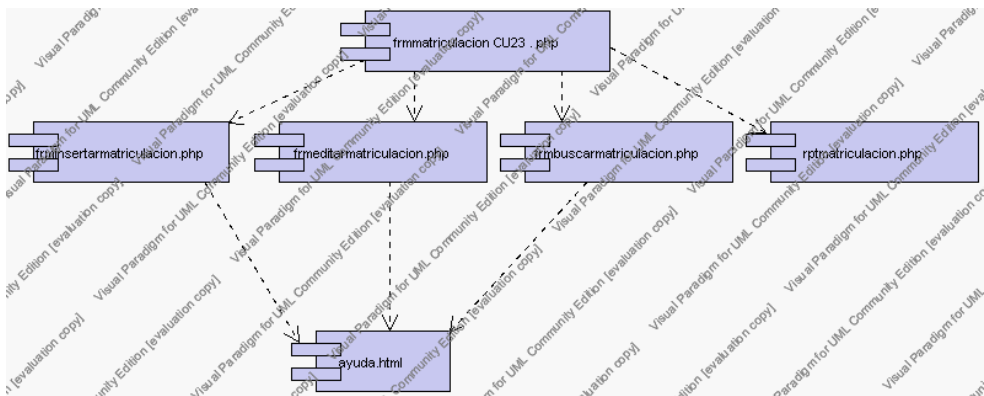 frmmatriculacion CU23 . php
frminsertarmatriculacion.php
frmeditarmatriculacion.php
frmbuscarmatriculacion.php
rptmatriculacion.php
ayuda.html
Visual Paradigm for UML Community Edition [evaluation copy]